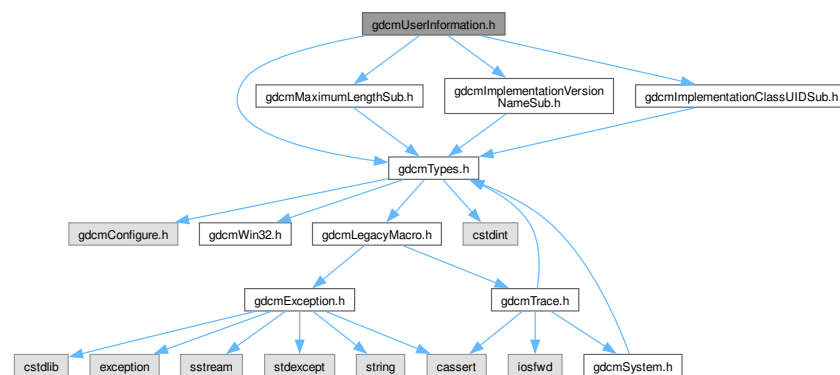 gdcmUserInformation.h
gdcmMaximumLengthSub.h
gdcmImplementationVersion
NameSub.h
gdcmImplementationClassUIDSub.h
gdcmTypes.h
gdcmConfigure.h
gdcmWin32.h
gdcmLegacyMacro.h
cstdint
gdcmException.h
gdcmTrace.h
cstdlib
exception
sstream
stdexcept
string
cassert
iosfwd
gdcmSystem.h